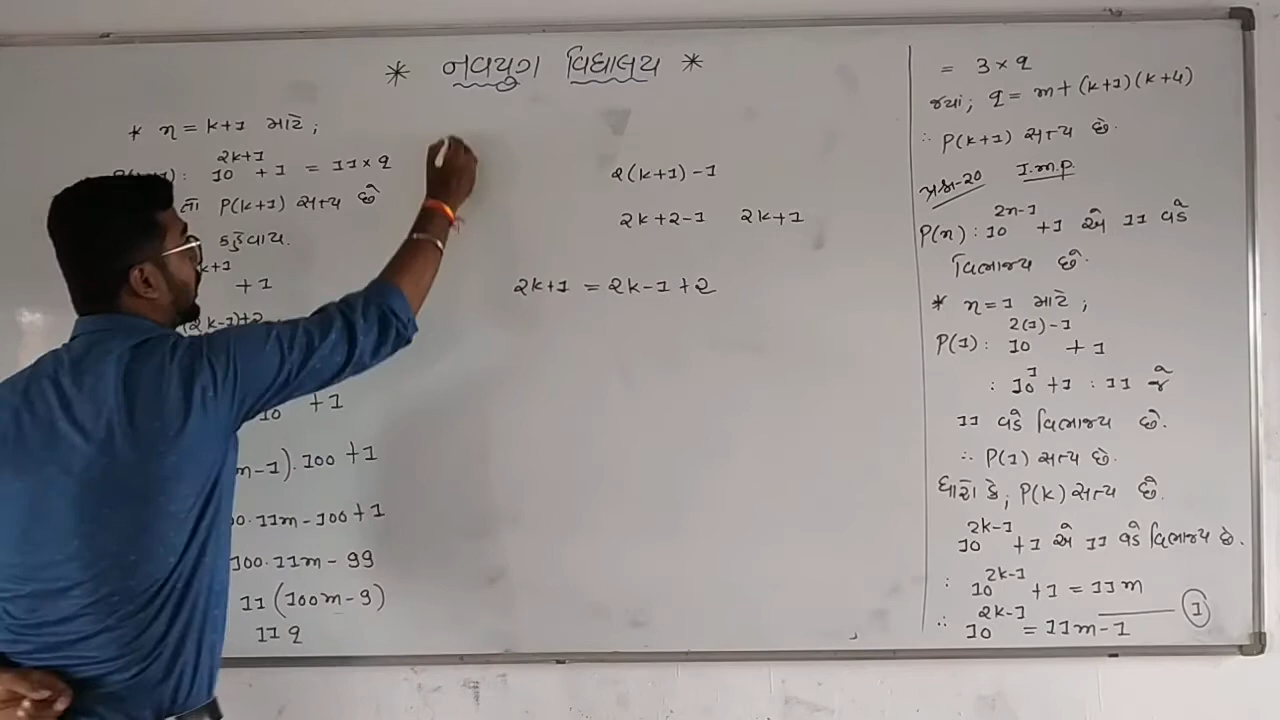 * નવયુગ વિદ્યાલય *
* n = k+1 માટે ;
2k+1
10 + 1 = 11 × q
તો P(k+1) સત્ય છે
કહેવાય.
k+1
+ 1
(2k-1)+2
10 + 1
m-1).100 + 1
00.11m - 100 + 1
100.11m - 99
11 (100m - 9)
11 q
2(k+1) - 1
2k+2-1 2k+1
2k+1 = 2k-1 + 2
= 3 × q
જ્યાં ; q = m + (k+1)(k+4)
∴ P(k+1) સત્ય છે.
પ્રશ્ન-20 I.M.P.
2n-1
P(n) : 10 + 1 એ 11 વડે
વિભાજ્ય છે.
* n = 1 માટે ;
2(1)-1
P(1) : 10 + 1
1
: 10 + 1 : 11 જે
11 વડે વિભાજ્ય છે.
∴ P(1) સત્ય છે.
ધારો કે, P(k) સત્ય છે.
2k-1
10 + 1 એ 11 વડે વિભાજ્ય છે.
2k-1
∴ 10 + 1 = 11m
2k-1
∴ 10 = 11m - 1 —— (1)